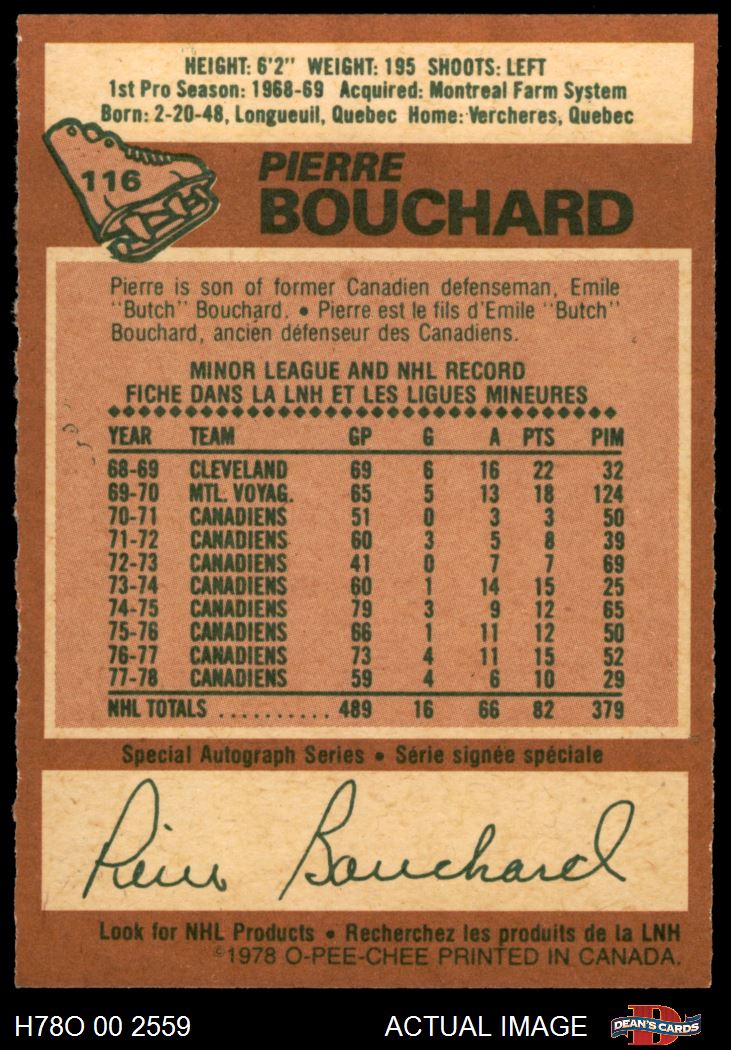 HEIGHT: 6'2" WEIGHT: 195 SHOOTS: LEFT
1st Pro Season: 1968-69 Acquired: Montreal Farm System
Born: 2-20-48, Longueuil, Quebec Home: Vercheres, Quebec
116
PIERRE
BOUCHARD
Pierre is son of former Canadien defenseman, Emile
"Butch" Bouchard. • Pierre est le fils d'Emile "Butch"
Bouchard, ancien défenseur des Canadiens.
MINOR LEAGUE AND NHL RECORD
FICHE DANS LA LNH ET LES LIGUES MINEURES
YEAR TEAM GP G A PTS PIM
68-69 CLEVELAND 69 6 16 22 32
69-70 MTL. VOYAG. 65 5 13 18 124
70-71 CANADIENS 51 0 3 3 50
71-72 CANADIENS 60 3 5 8 39
72-73 CANADIENS 41 0 7 7 69
73-74 CANADIENS 60 1 14 15 25
74-75 CANADIENS 79 3 9 12 65
75-76 CANADIENS 66 1 11 12 50
76-77 CANADIENS 73 4 11 15 52
77-78 CANADIENS 59 4 6 10 29
NHL TOTALS .......... 489 16 66 82 379
Special Autograph Series • Série signée spéciale
Pierre Bouchard
Look for NHL Products • Recherchez les produits de la LNH
©1978 O-PEE-CHEE PRINTED IN CANADA.
H78O 00 2559 ACTUAL IMAGE D DEAN'S CARDS